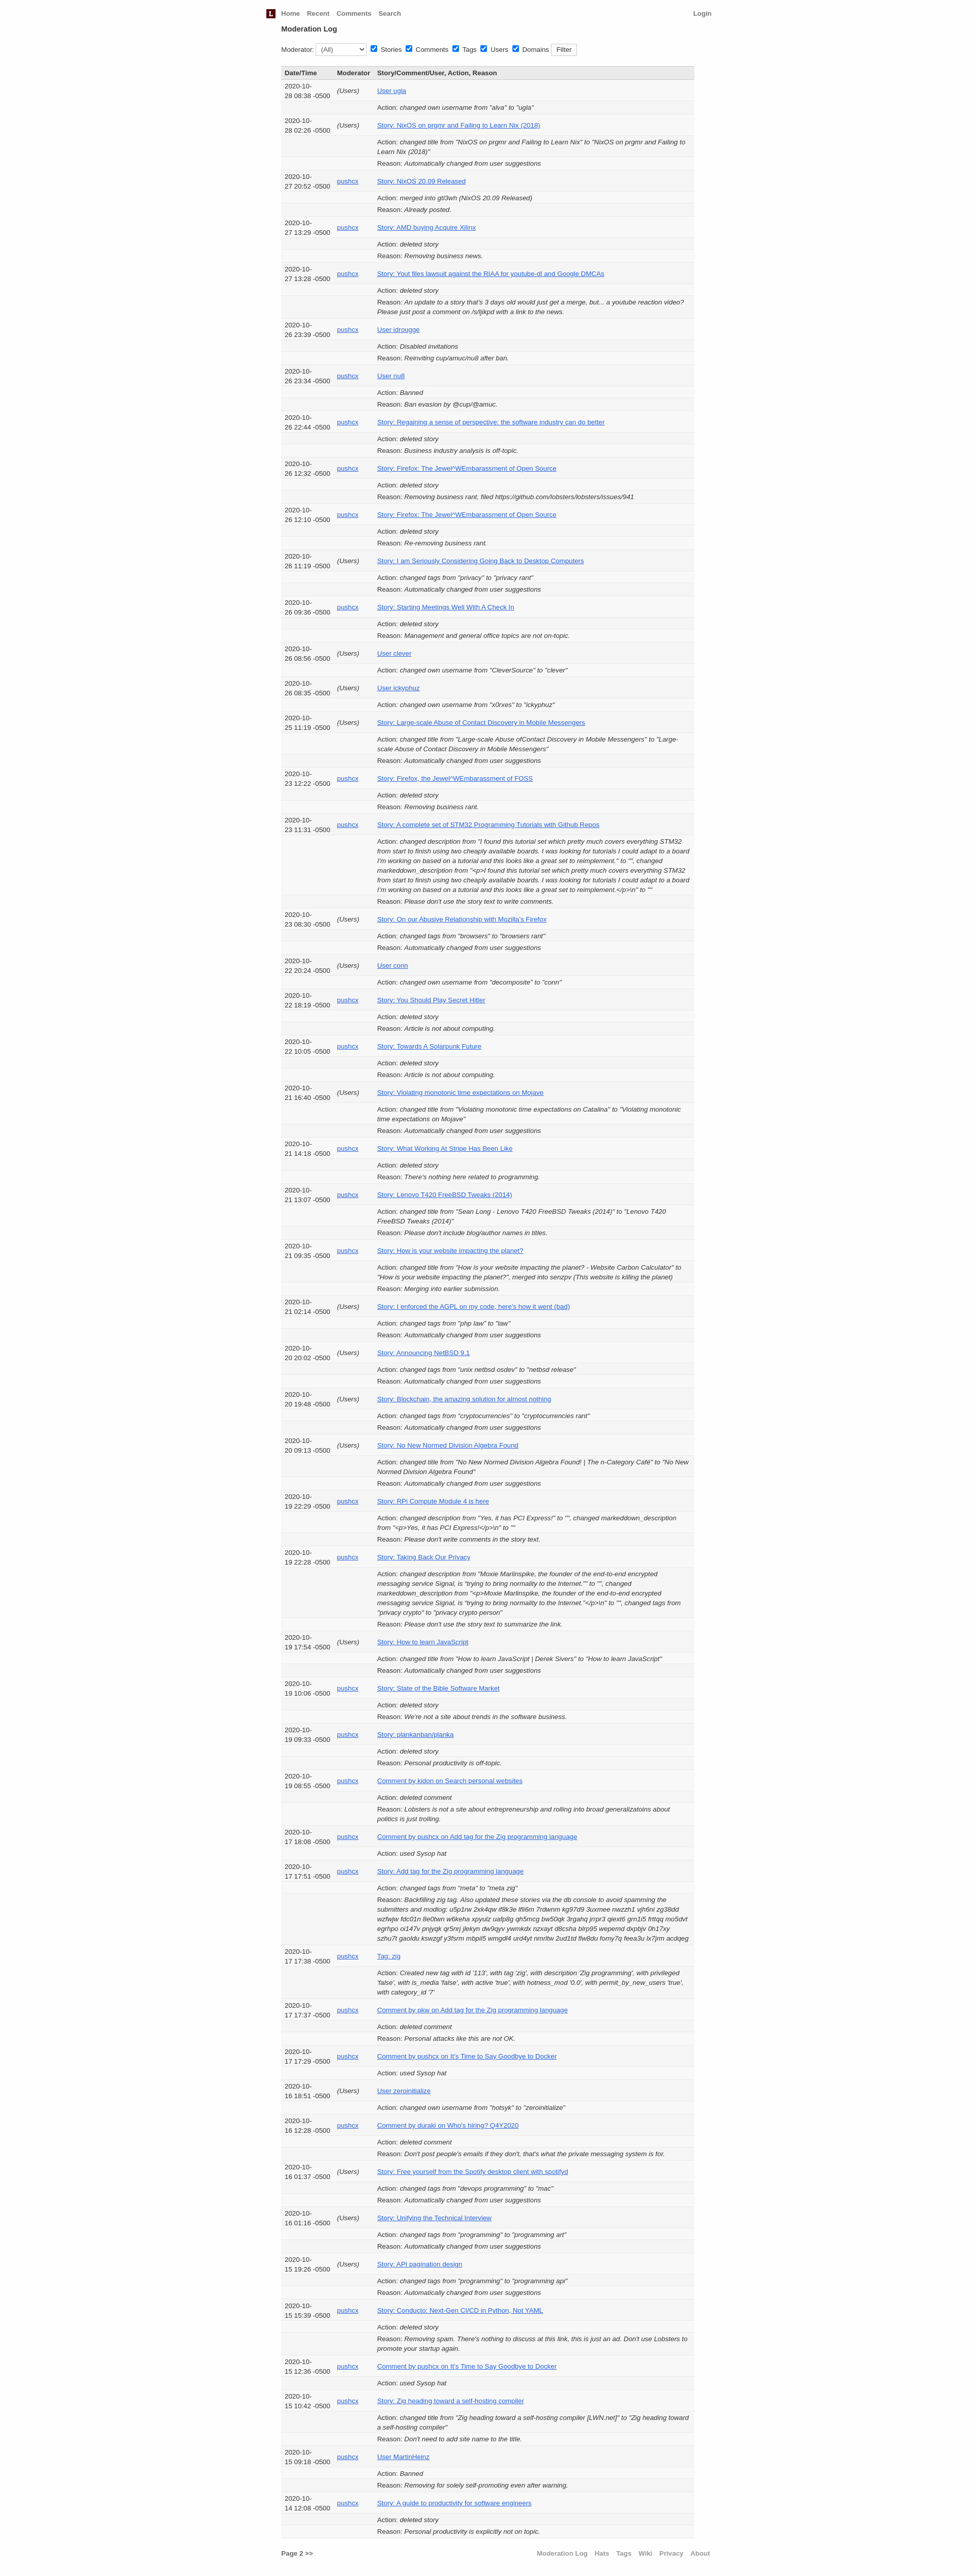 L Home Recent Comments Search Login
Moderation Log
Moderator: (All) Stories Comments Tags Users Domains Filter
Date/Time Moderator Story/Comment/User, Action, Reason
2020-10-
28 08:38 -0500 (Users) User ugla
Action: changed own username from "alva" to "ugla"
2020-10-
28 02:26 -0500 (Users) Story: NixOS on prgmr and Failing to Learn Nix (2018)
Action: changed title from "NixOS on prgmr and Failing to Learn Nix" to "NixOS on prgmr and Failing to
Learn Nix (2018)"
Reason: Automatically changed from user suggestions
2020-10-
27 20:52 -0500 pushcx Story: NixOS 20.09 Released
Action: merged into gtl3wh (NixOS 20.09 Released)
Reason: Already posted.
2020-10-
27 13:29 -0500 pushcx Story: AMD buying Acquire Xilinx
Action: deleted story
Reason: Removing business news.
2020-10-
27 13:28 -0500 pushcx Story: Yout files lawsuit against the RIAA for youtube-dl and Google DMCAs
Action: deleted story
Reason: An update to a story that's 3 days old would just get a merge, but... a youtube reaction video?
Please just post a comment on /s/ljikpd with a link to the news.
2020-10-
26 23:39 -0500 pushcx User idrougge
Action: Disabled invitations
Reason: Reinviting cup/amuc/nu8 after ban.
2020-10-
26 23:34 -0500 pushcx User nu8
Action: Banned
Reason: Ban evasion by @cup/@amuc.
2020-10-
26 22:44 -0500 pushcx Story: Regaining a sense of perspective: the software industry can do better
Action: deleted story
Reason: Business industry analysis is off-topic.
2020-10-
26 12:32 -0500 pushcx Story: Firefox: The Jewel^WEmbarassment of Open Source
Action: deleted story
Reason: Removing business rant, filed https://github.com/lobsters/lobsters/issues/941
2020-10-
26 12:10 -0500 pushcx Story: Firefox: The Jewel^WEmbarassment of Open Source
Action: deleted story
Reason: Re-removing business rant.
2020-10-
26 11:19 -0500 (Users) Story: I am Seriously Considering Going Back to Desktop Computers
Action: changed tags from "privacy" to "privacy rant"
Reason: Automatically changed from user suggestions
2020-10-
26 09:36 -0500 pushcx Story: Starting Meetings Well With A Check In
Action: deleted story
Reason: Management and general office topics are not on-topic.
2020-10-
26 08:56 -0500 (Users) User clever
Action: changed own username from "CleverSource" to "clever"
2020-10-
26 08:35 -0500 (Users) User ickyphuz
Action: changed own username from "x0rxes" to "ickyphuz"
2020-10-
25 11:19 -0500 (Users) Story: Large-scale Abuse of Contact Discovery in Mobile Messengers
Action: changed title from "Large-scale Abuse ofContact Discovery in Mobile Messengers" to "Large-
scale Abuse of Contact Discovery in Mobile Messengers"
Reason: Automatically changed from user suggestions
2020-10-
23 12:22 -0500 pushcx Story: Firefox, the Jewel^WEmbarassment of FOSS
Action: deleted story
Reason: Removing business rant.
2020-10-
23 11:31 -0500 pushcx Story: A complete set of STM32 Programming Tutorials with Github Repos
Action: changed description from "I found this tutorial set which pretty much covers everything STM32
from start to finish using two cheaply available boards. I was looking for tutorials I could adapt to a board
I'm working on based on a tutorial and this looks like a great set to reimplement." to "", changed
markeddown_description from "<p>I found this tutorial set which pretty much covers everything STM32
from start to finish using two cheaply available boards. I was looking for tutorials I could adapt to a board
I'm working on based on a tutorial and this looks like a great set to reimplement.</p>\n" to ""
Reason: Please don't use the story text to write comments.
2020-10-
23 08:30 -0500 (Users) Story: On our Abusive Relationship with Mozilla's Firefox
Action: changed tags from "browsers" to "browsers rant"
Reason: Automatically changed from user suggestions
2020-10-
22 20:24 -0500 (Users) User conn
Action: changed own username from "decomposite" to "conn"
2020-10-
22 18:19 -0500 pushcx Story: You Should Play Secret Hitler
Action: deleted story
Reason: Article is not about computing.
2020-10-
22 10:05 -0500 pushcx Story: Towards A Solarpunk Future
Action: deleted story
Reason: Article is not about computing.
2020-10-
21 16:40 -0500 (Users) Story: Violating monotonic time expectations on Mojave
Action: changed title from "Violating monotonic time expectations on Catalina" to "Violating monotonic
time expectations on Mojave"
Reason: Automatically changed from user suggestions
2020-10-
21 14:18 -0500 pushcx Story: What Working At Stripe Has Been Like
Action: deleted story
Reason: There's nothing here related to programming.
2020-10-
21 13:07 -0500 pushcx Story: Lenovo T420 FreeBSD Tweaks (2014)
Action: changed title from "Sean Long - Lenovo T420 FreeBSD Tweaks (2014)" to "Lenovo T420
FreeBSD Tweaks (2014)"
Reason: Please don't include blog/author names in titles.
2020-10-
21 09:35 -0500 pushcx Story: How is your website impacting the planet?
Action: changed title from "How is your website impacting the planet? - Website Carbon Calculator" to
"How is your website impacting the planet?", merged into senzpv (This website is killing the planet)
Reason: Merging into earlier submission.
2020-10-
21 02:14 -0500 (Users) Story: I enforced the AGPL on my code, here's how it went (bad)
Action: changed tags from "php law" to "law"
Reason: Automatically changed from user suggestions
2020-10-
20 20:02 -0500 (Users) Story: Announcing NetBSD 9.1
Action: changed tags from "unix netbsd osdev" to "netbsd release"
Reason: Automatically changed from user suggestions
2020-10-
20 19:48 -0500 (Users) Story: Blockchain, the amazing solution for almost nothing
Action: changed tags from "cryptocurrencies" to "cryptocurrencies rant"
Reason: Automatically changed from user suggestions
2020-10-
20 09:13 -0500 (Users) Story: No New Normed Division Algebra Found
Action: changed title from "No New Normed Division Algebra Found! | The n-Category Café" to "No New
Normed Division Algebra Found"
Reason: Automatically changed from user suggestions
2020-10-
19 22:29 -0500 pushcx Story: RPi Compute Module 4 is here
Action: changed description from "Yes, it has PCI Express!" to "", changed markeddown_description
from "<p>Yes, it has PCI Express!</p>\n" to ""
Reason: Please don't write comments in the story text.
2020-10-
19 22:28 -0500 pushcx Story: Taking Back Our Privacy
Action: changed description from "Moxie Marlinspike, the founder of the end-to-end encrypted
messaging service Signal, is “trying to bring normality to the Internet.”" to "", changed
markeddown_description from "<p>Moxie Marlinspike, the founder of the end-to-end encrypted
messaging service Signal, is “trying to bring normality to the Internet.”</p>\n" to "", changed tags from
"privacy crypto" to "privacy crypto person"
Reason: Please don't use the story text to summarize the link.
2020-10-
19 17:54 -0500 (Users) Story: How to learn JavaScript
Action: changed title from "How to learn JavaScript | Derek Sivers" to "How to learn JavaScript"
Reason: Automatically changed from user suggestions
2020-10-
19 10:06 -0500 pushcx Story: State of the Bible Software Market
Action: deleted story
Reason: We're not a site about trends in the software business.
2020-10-
19 09:33 -0500 pushcx Story: plankanban/planka
Action: deleted story
Reason: Personal productivity is off-topic.
2020-10-
19 08:55 -0500 pushcx Comment by kidon on Search personal websites
Action: deleted comment
Reason: Lobsters is not a site about entrepreneurship and rolling into broad generalizatoins about
politics is just trolling.
2020-10-
17 18:08 -0500 pushcx Comment by pushcx on Add tag for the Zig programming language
Action: used Sysop hat
2020-10-
17 17:51 -0500 pushcx Story: Add tag for the Zig programming language
Action: changed tags from "meta" to "meta zig"
Reason: Backfilling zig tag. Also updated these stories via the db console to avoid spamming the
submitters and modlog: u5p1rw 2xk4qw if8k3e lfli6m 7rdwnm kg97d9 3uxmee nwzzh1 vjh6nl zg38dd
wzfwjw fdc01n 8e0twn w6keha xpyulz uafp8g qh5mcg bw50qk 3rgahq jrrpr3 qiext6 grn1i5 fttrqq mo5dvt
egrhpo oi147v pnjyqk qr5nrj jlekyn dw9qyv ywmkdx nzxayt d8csha blrp95 wepemd dqxbjv 0h17xy
szhu7t gaoldu kswzgf y3fsrm mbpil5 wmgdl4 urd4yt nmrltw 2ud1td flw8du fomy7q feea3u lx7jrm acdqeg
2020-10-
17 17:38 -0500 pushcx Tag: zig
Action: Created new tag with id '113', with tag 'zig', with description 'Zig programming', with privileged
'false', with is_media 'false', with active 'true', with hotness_mod '0.0', with permit_by_new_users 'true',
with category_id '7'
2020-10-
17 17:37 -0500 pushcx Comment by pkw on Add tag for the Zig programming language
Action: deleted comment
Reason: Personal attacks like this are not OK.
2020-10-
17 17:29 -0500 pushcx Comment by pushcx on It's Time to Say Goodbye to Docker
Action: used Sysop hat
2020-10-
16 18:51 -0500 (Users) User zeroinitialize
Action: changed own username from "hotsyk" to "zeroinitialize"
2020-10-
16 12:28 -0500 pushcx Comment by duraki on Who's hiring? Q4Y2020
Action: deleted comment
Reason: Don't post people's emails if they don't, that's what the private messaging system is for.
2020-10-
16 01:37 -0500 (Users) Story: Free yourself from the Spotify desktop client with spotifyd
Action: changed tags from "devops programming" to "mac"
Reason: Automatically changed from user suggestions
2020-10-
16 01:16 -0500 (Users) Story: Unifying the Technical Interview
Action: changed tags from "programming" to "programming art"
Reason: Automatically changed from user suggestions
2020-10-
15 19:26 -0500 (Users) Story: API pagination design
Action: changed tags from "programming" to "programming api"
Reason: Automatically changed from user suggestions
2020-10-
15 15:39 -0500 pushcx Story: Conducto: Next-Gen CI/CD in Python, Not YAML
Action: deleted story
Reason: Removing spam. There's nothing to discuss at this link, this is just an ad. Don't use Lobsters to
promote your startup again.
2020-10-
15 12:36 -0500 pushcx Comment by pushcx on It's Time to Say Goodbye to Docker
Action: used Sysop hat
2020-10-
15 10:42 -0500 pushcx Story: Zig heading toward a self-hosting compiler
Action: changed title from "Zig heading toward a self-hosting compiler [LWN.net]" to "Zig heading toward
a self-hosting compiler"
Reason: Don't need to add site name to the title.
2020-10-
15 09:18 -0500 pushcx User MartinHeinz
Action: Banned
Reason: Removing for solely self-promoting even after warning.
2020-10-
14 12:08 -0500 pushcx Story: A guide to productivity for software engineers
Action: deleted story
Reason: Personal productivity is explicitly not on topic.
Page 2 >> Moderation Log Hats Tags Wiki Privacy About